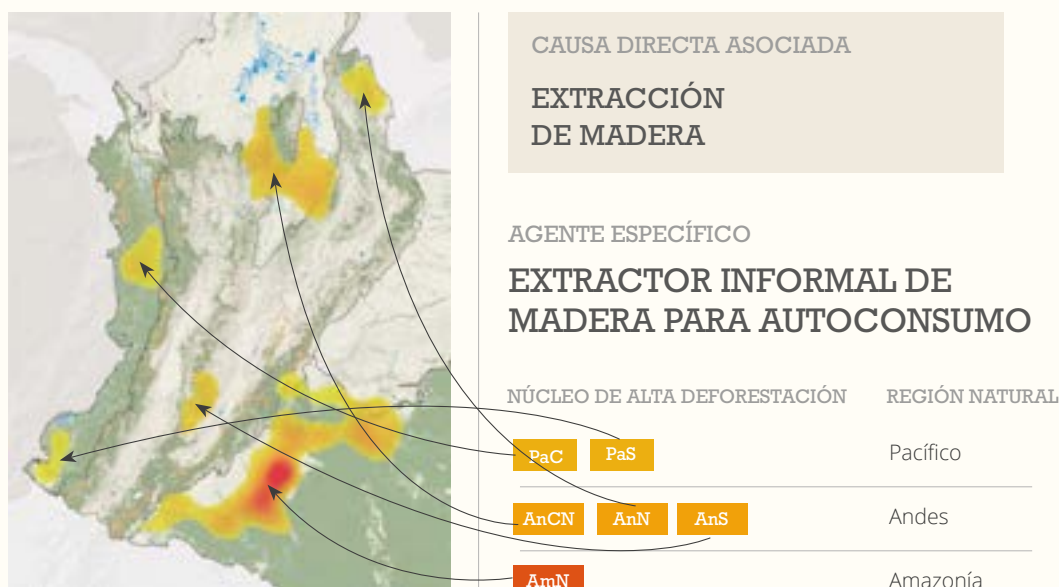 CAUSA DIRECTA ASOCIADA
EXTRACCIÓN
DE MADERA
AGENTE ESPECÍFICO
EXTRACTOR INFORMAL DE
MADERA PARA AUTOCONSUMO
NÚCLEO DE ALTA DEFORESTACIÓN REGIÓN NATURAL
PaC PaS Pacífico
AnCN AnN AnS Andes
AmN Amazonía